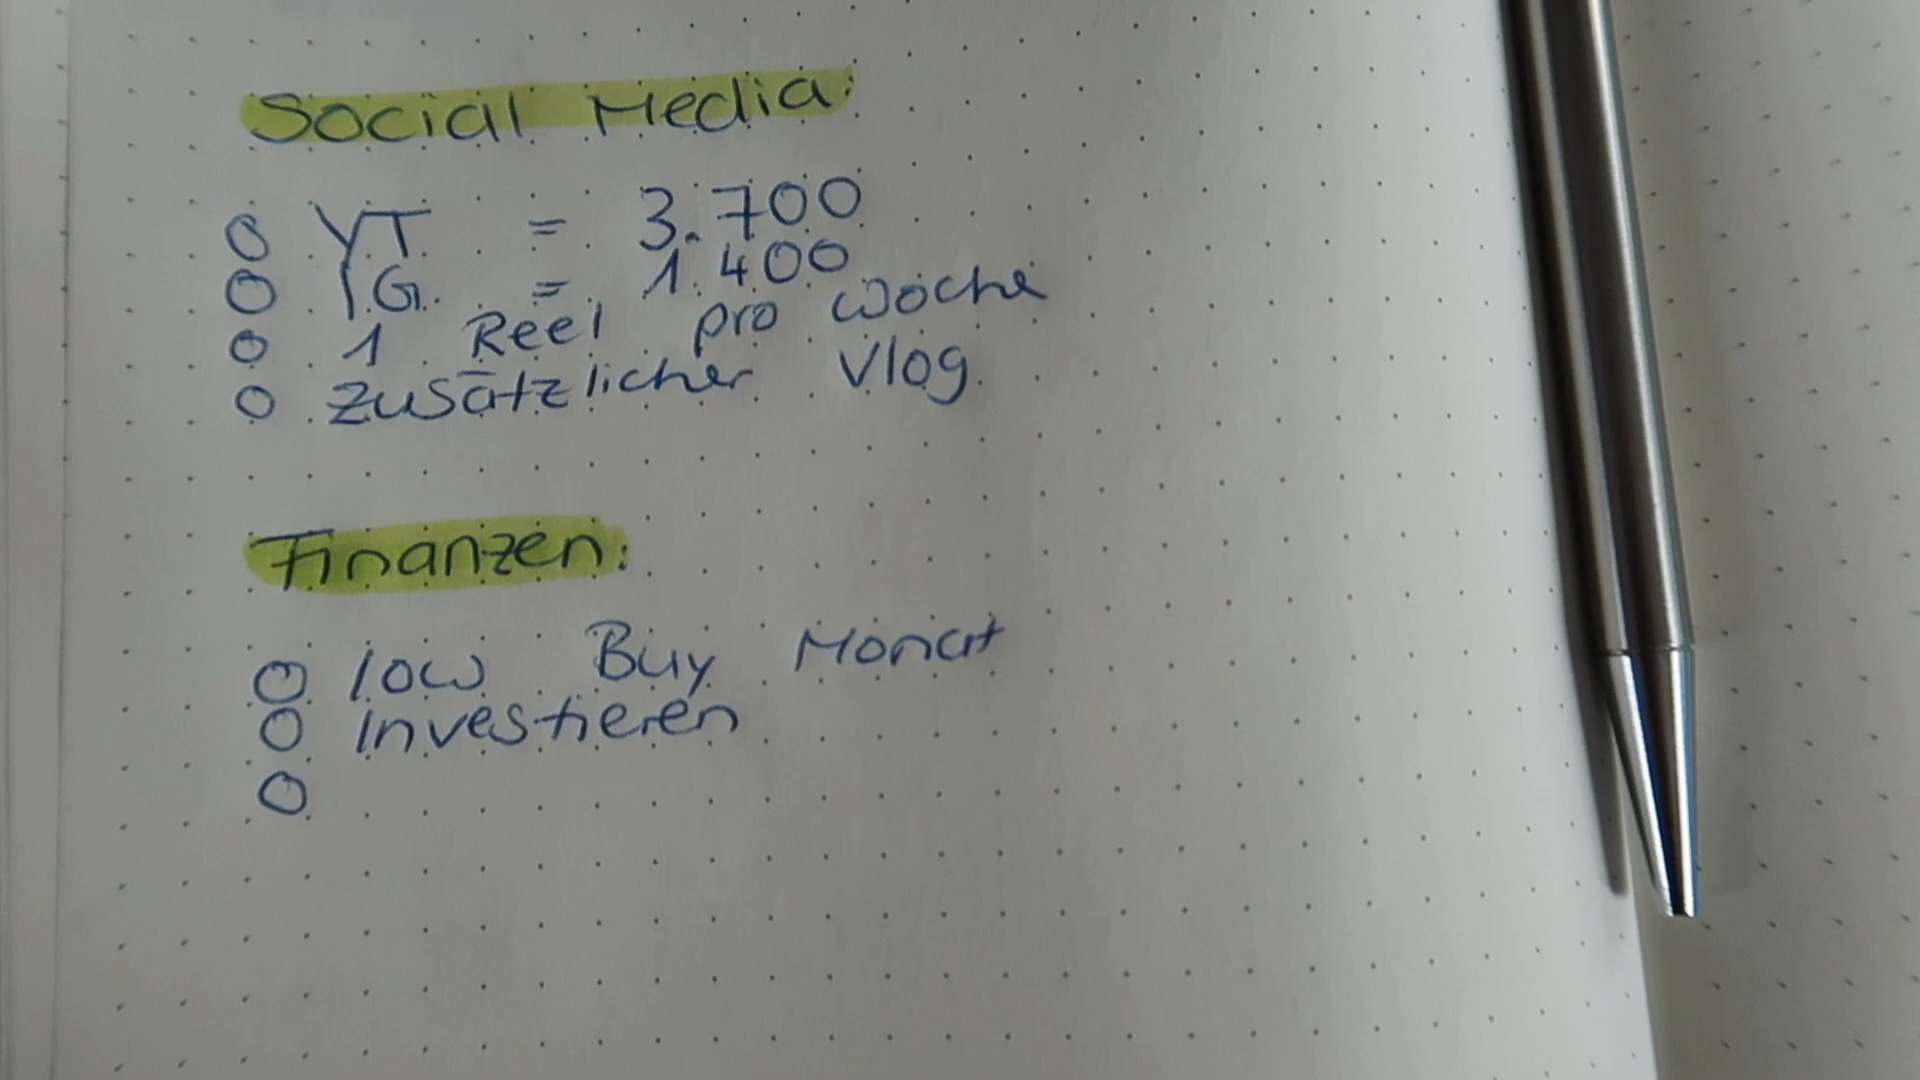 Social Media:
O YT = 3.700
O IG = 1.400
O 1 Reel pro Woche
O Zusätzlicher Vlog
Finanzen:
O low Buy Monat
O Investieren
O